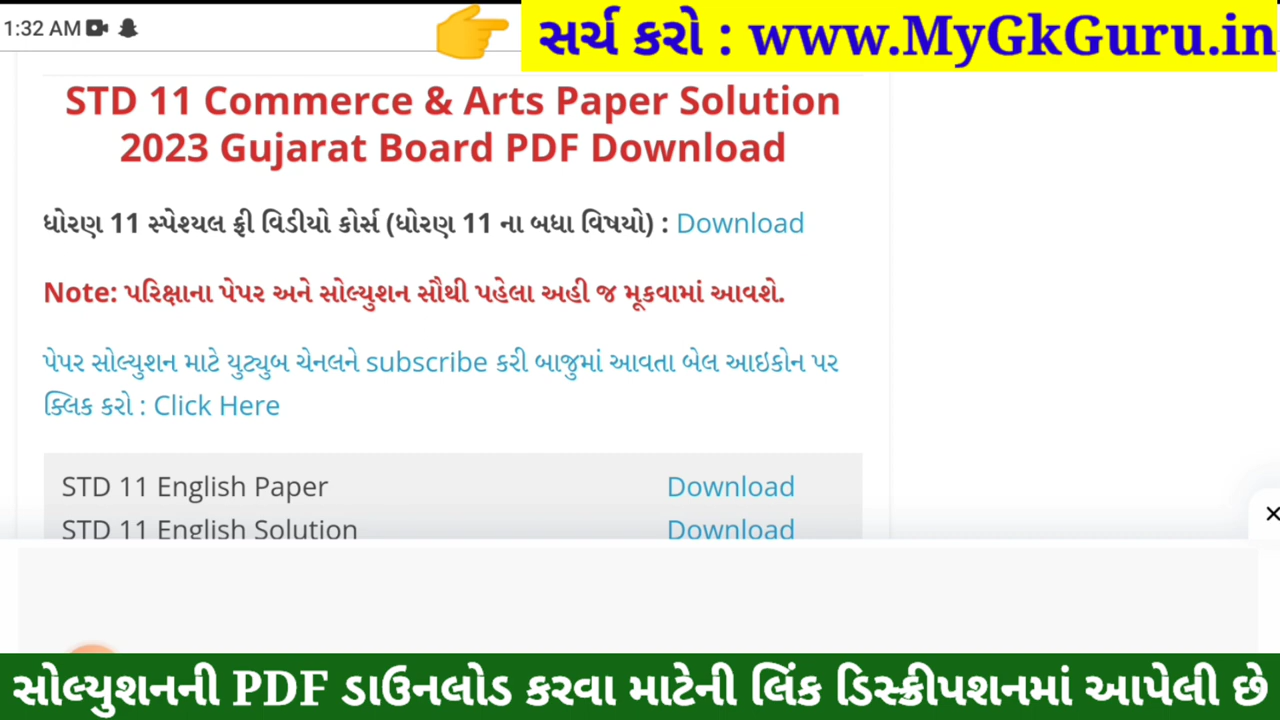 1:32 AM
સર્ચ કરો : www.MyGkGuru.in
STD 11 Commerce & Arts Paper Solution
2023 Gujarat Board PDF Download
ધોરણ 11 સ્પેશ્યલ ફ્રી વિડીયો કોર્સ (ધોરણ 11 ના બધા વિષયો) : Download
Note: પરિક્ષાના પેપર અને સોલ્યુશન સૌથી પહેલા અહી જ મૂકવામાં આવશે.
પેપર સોલ્યુશન માટે યુટ્યુબ ચેનલને subscribe કરી બાજુમાં આવતા બેલ આઇકોન પર
ક્લિક કરો : Click Here
STD 11 English Paper Download
STD 11 English Solution Download
સોલ્યુશનની PDF ડાઉનલોડ કરવા માટેની લિંક ડિસ્ક્રીપશનમાં આપેલી છે